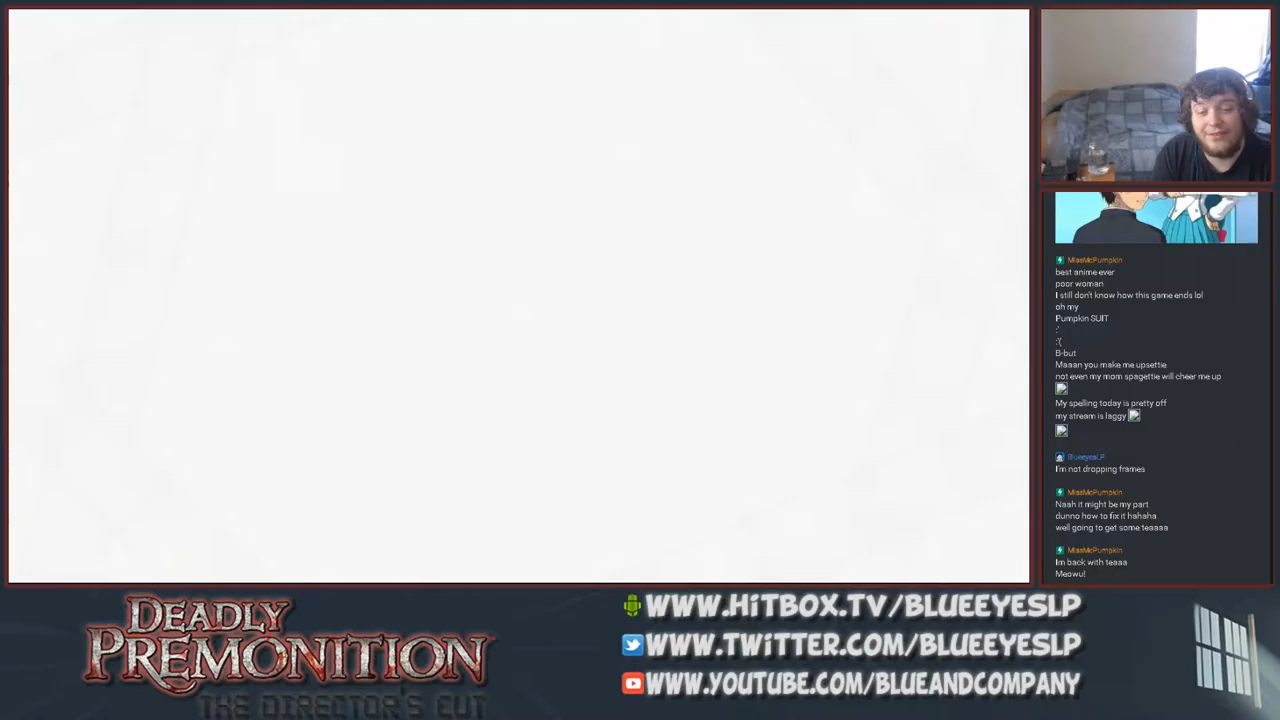 MissMcPumpkin
best anime ever
poor woman
I still don't know how this game ends lol
oh my
Pumpkin SUIT
:'
:'(
B-but
Maaan you make me upsettie
not even my mom spagettie will cheer me up
My spelling today is pretty off
my stream is laggy
BlueeyesLP
I'm not dropping frames
MissMcPumpkin
Naah it might be my part
dunno how to fix it hahaha
well going to get some teaaaa
MissMcPumpkin
Im back with teaaa
Meowu!
DEADLY
PREMONITION
THE DIRECTOR'S CUT
WWW.HiTBOX.TV/BLUEEYESLP
WWW.TWiTTER.COM/BLUEEYESLP
WWW.YOUTUBE.COM/BLUEANDCOMPANY